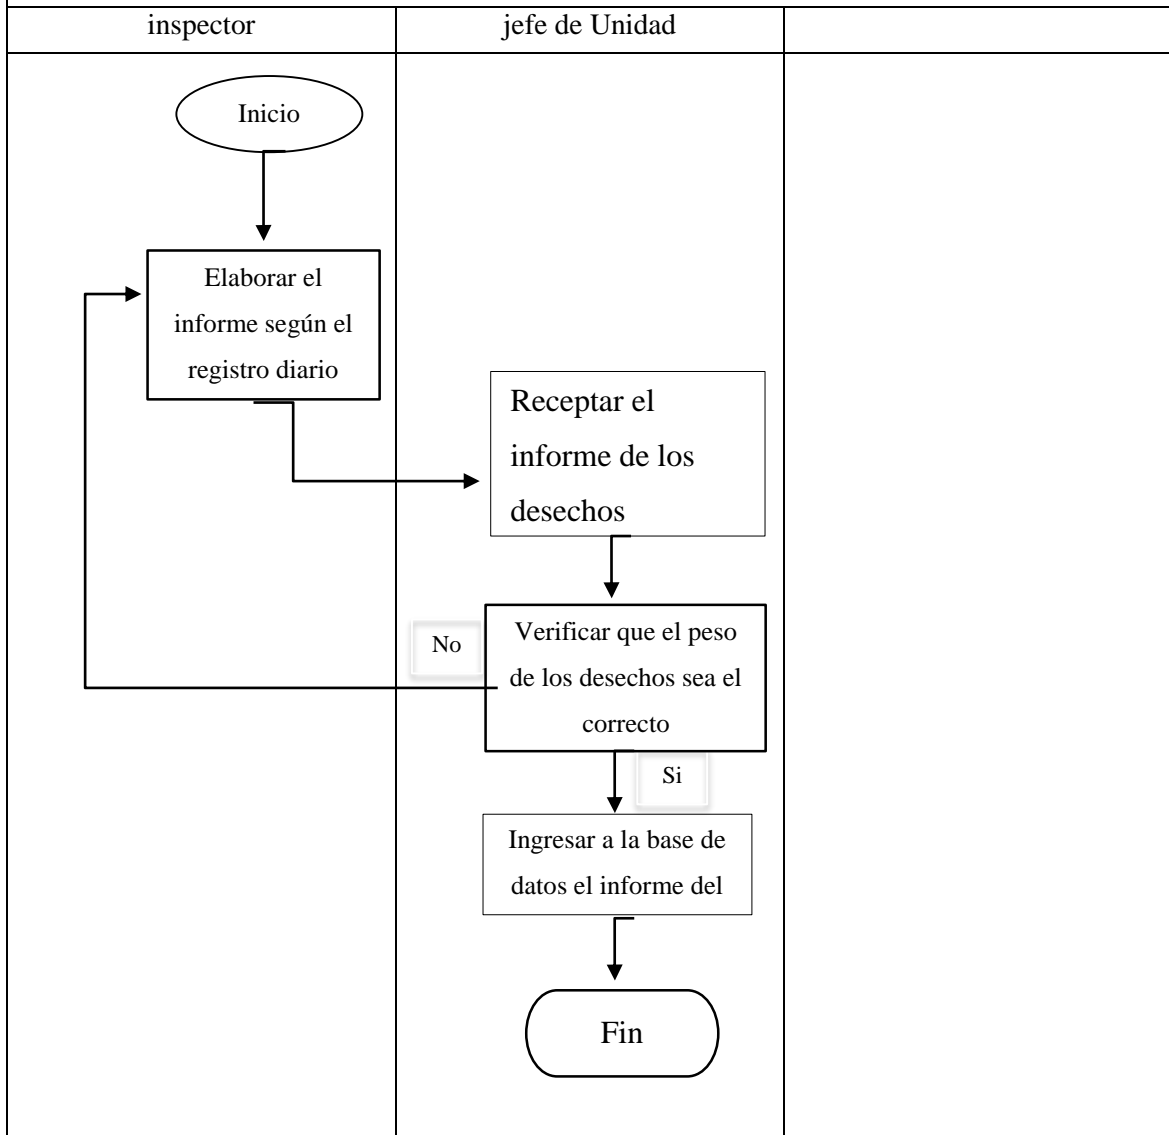 inspector
jefe de Unidad
Inicio
Elaborar el
informe según el
registro diario
Receptar el
informe de los
desechos
No
Verificar que el peso
de los desechos sea el
correcto
Si
Ingresar a la base de
datos el informe del
Fin